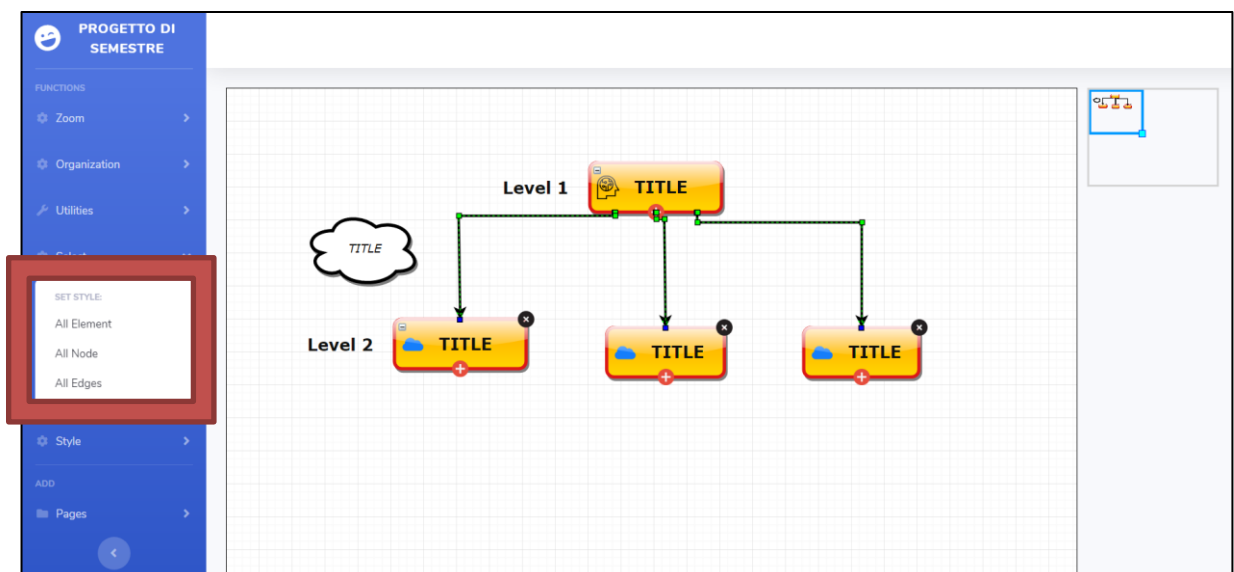 PROGETTO DI
SEMESTRE
FUNCTIONS
Zoom
Organization
Utilities
Select
SET STYLE:
All Element
All Node
All Edges
Style
ADD
Pages
Level 1
TITLE
TITLE
Level 2
TITLE
TITLE
TITLE